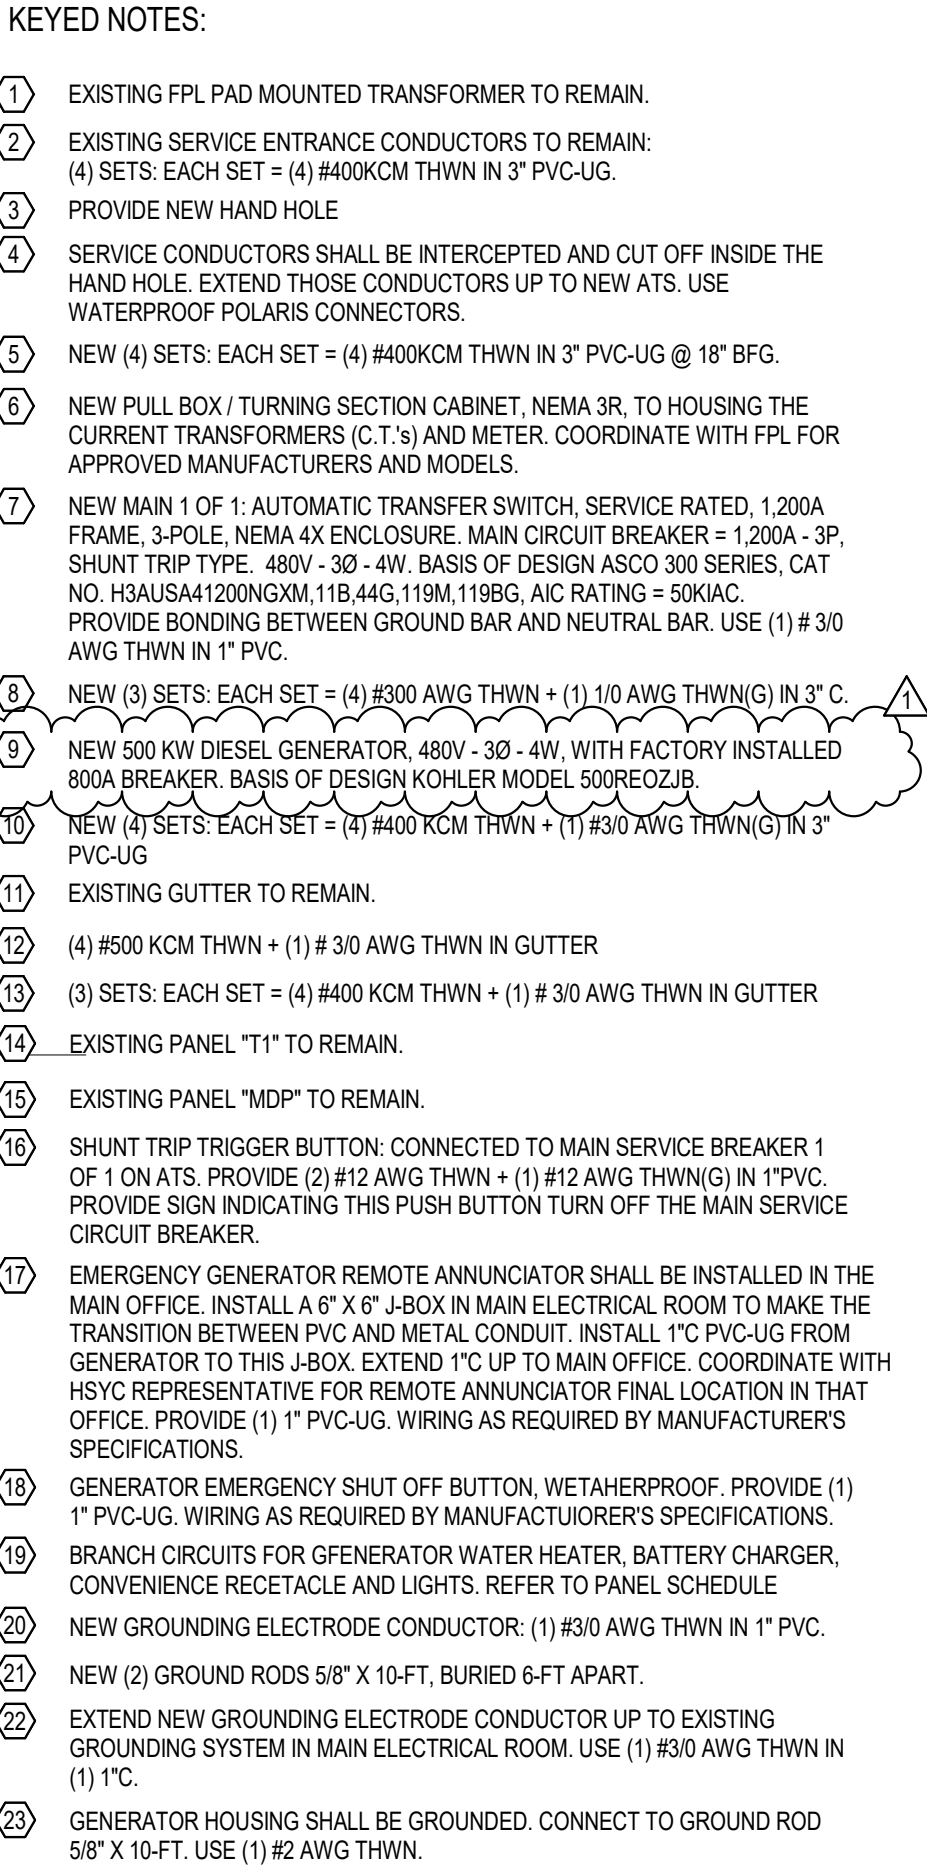 KEYED NOTES:
1 EXISTING FPL PAD MOUNTED TRANSFORMER TO REMAIN.
2 EXISTING SERVICE ENTRANCE CONDUCTORS TO REMAIN:
(4) SETS: EACH SET = (4) #400KCM THWN IN 3" PVC-UG.
3 PROVIDE NEW HAND HOLE
4 SERVICE CONDUCTORS SHALL BE INTERCEPTED AND CUT OFF INSIDE THE
HAND HOLE. EXTEND THOSE CONDUCTORS UP TO NEW ATS. USE
WATERPROOF POLARIS CONNECTORS.
5 NEW (4) SETS: EACH SET = (4) #400KCM THWN IN 3" PVC-UG @ 18" BFG.
6 NEW PULL BOX / TURNING SECTION CABINET, NEMA 3R, TO HOUSING THE
CURRENT TRANSFORMERS (C.T.'s) AND METER. COORDINATE WITH FPL FOR
APPROVED MANUFACTURERS AND MODELS.
7 NEW MAIN 1 OF 1: AUTOMATIC TRANSFER SWITCH, SERVICE RATED, 1,200A
FRAME, 3-POLE, NEMA 4X ENCLOSURE. MAIN CIRCUIT BREAKER = 1,200A - 3P,
SHUNT TRIP TYPE. 480V - 3Ø - 4W. BASIS OF DESIGN ASCO 300 SERIES, CAT
NO. H3AUSA41200NGXM,11B,44G,119M,119BG, AIC RATING = 50KIAC.
PROVIDE BONDING BETWEEN GROUND BAR AND NEUTRAL BAR. USE (1) # 3/0
AWG THWN IN 1" PVC.
8 NEW (3) SETS: EACH SET = (4) #300 AWG THWN + (1) 1/0 AWG THWN(G) IN 3" C.
1
9 NEW 500 KW DIESEL GENERATOR, 480V - 3Ø - 4W, WITH FACTORY INSTALLED
800A BREAKER. BASIS OF DESIGN KOHLER MODEL 500REOZJB.
10 NEW (4) SETS: EACH SET = (4) #400 KCM THWN + (1) #3/0 AWG THWN(G) IN 3"
PVC-UG
11 EXISTING GUTTER TO REMAIN.
12 (4) #500 KCM THWN + (1) # 3/0 AWG THWN IN GUTTER
13 (3) SETS: EACH SET = (4) #400 KCM THWN + (1) # 3/0 AWG THWN IN GUTTER
14 EXISTING PANEL "T1" TO REMAIN.
15 EXISTING PANEL "MDP" TO REMAIN.
16 SHUNT TRIP TRIGGER BUTTON: CONNECTED TO MAIN SERVICE BREAKER 1
OF 1 ON ATS. PROVIDE (2) #12 AWG THWN + (1) #12 AWG THWN(G) IN 1"PVC.
PROVIDE SIGN INDICATING THIS PUSH BUTTON TURN OFF THE MAIN SERVICE
CIRCUIT BREAKER.
17 EMERGENCY GENERATOR REMOTE ANNUNCIATOR SHALL BE INSTALLED IN THE
MAIN OFFICE. INSTALL A 6" X 6" J-BOX IN MAIN ELECTRICAL ROOM TO MAKE THE
TRANSITION BETWEEN PVC AND METAL CONDUIT. INSTALL 1"C PVC-UG FROM
GENERATOR TO THIS J-BOX. EXTEND 1"C UP TO MAIN OFFICE. COORDINATE WITH
HSYC REPRESENTATIVE FOR REMOTE ANNUNCIATOR FINAL LOCATION IN THAT
OFFICE. PROVIDE (1) 1" PVC-UG. WIRING AS REQUIRED BY MANUFACTURER'S
SPECIFICATIONS.
18 GENERATOR EMERGENCY SHUT OFF BUTTON, WETAHERPROOF. PROVIDE (1)
1" PVC-UG. WIRING AS REQUIRED BY MANUFACTUIORER'S SPECIFICATIONS.
19 BRANCH CIRCUITS FOR GFENERATOR WATER HEATER, BATTERY CHARGER,
CONVENIENCE RECETACLE AND LIGHTS. REFER TO PANEL SCHEDULE
20 NEW GROUNDING ELECTRODE CONDUCTOR: (1) #3/0 AWG THWN IN 1" PVC.
21 NEW (2) GROUND RODS 5/8" X 10-FT, BURIED 6-FT APART.
22 EXTEND NEW GROUNDING ELECTRODE CONDUCTOR UP TO EXISTING
GROUNDING SYSTEM IN MAIN ELECTRICAL ROOM. USE (1) #3/0 AWG THWN IN
(1) 1"C.
23 GENERATOR HOUSING SHALL BE GROUNDED. CONNECT TO GROUND ROD
5/8" X 10-FT. USE (1) #2 AWG THWN.